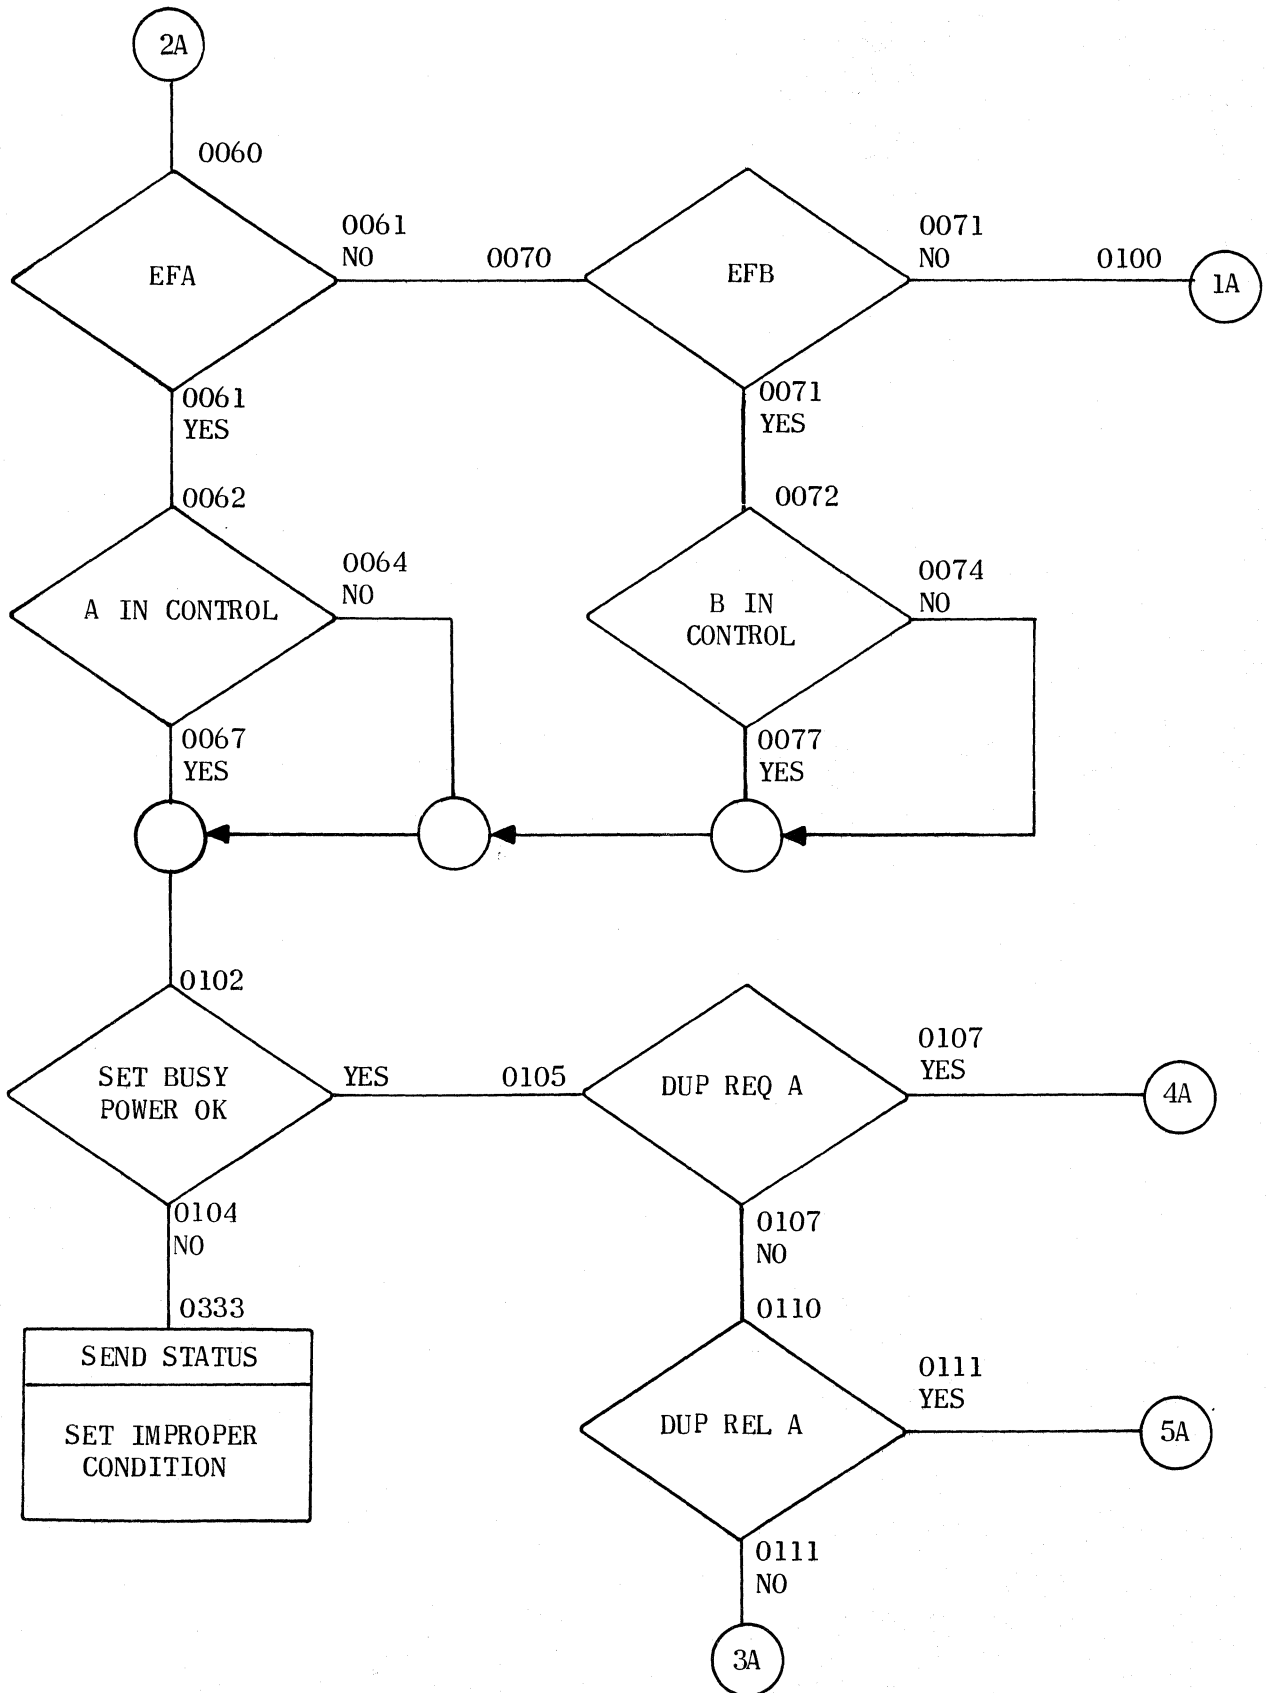 2A
0060
EFA
0061
NO
0070
EFB
0071
NO
0100
1A
0061
YES
0071
YES
0062
A IN CONTROL
0064
NO
0072
B IN
CONTROL
0074
NO
0067
YES
0077
YES
0102
SET BUSY
POWER OK
YES
0105
DUP REQ A
0107
YES
4A
0104
NO
0107
NO
0333
SEND STATUS
SET IMPROPER
CONDITION
0110
DUP REL A
0111
YES
5A
0111
NO
3A